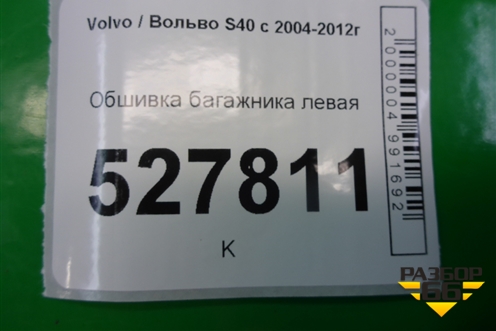 Volvo / Вольво S40 с 2004-2012г
Обшивка багажника левая
527811
К
2000004991692
РАЗБОР
66